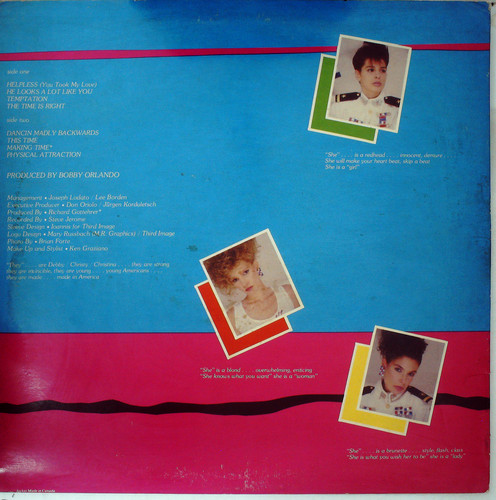 side one
HELPLESS (You Took My Love)
HE LOOKS A LOT LIKE YOU
TEMPTATION
THE TIME IS RIGHT
side two
DANCIN MADLY BACKWARDS
THIS TIME
MAKING TIME*
PHYSICAL ATTRACTION
PRODUCED BY BOBBY ORLANDO
Management • Joseph Lodato / Lee Borden
Executive Producer • Don Oriolo / Jürgen Korduletsch
Produced By • Richard Gottehrer*
Recorded By • Steve Jerome
Sleeve Design • Ioannis for Third Image
Logo Design • Mary Russbach (M.R. Graphics) / Third Image
Photo By • Brian Forte
Make-Up and Stylist • Ken Graziano
"They" . . . . are Debby / Christy / Christina . . . . they are strong
they are invincible, they are young . . . . young Americans . . .
they are made . . . . made in America
"She" . . . . is a redhead . . . innocent, demure
She will make your heart beat, skip a beat
She is a "girl"
"She" is a blond . . . . overwhelming, enticing
"She knows what you want" she is a "woman"
"She" . . . . is a brunette . . . . style, flash, class
"She is what you wish her to be" she is a "lady"
Jacket Made in Canada